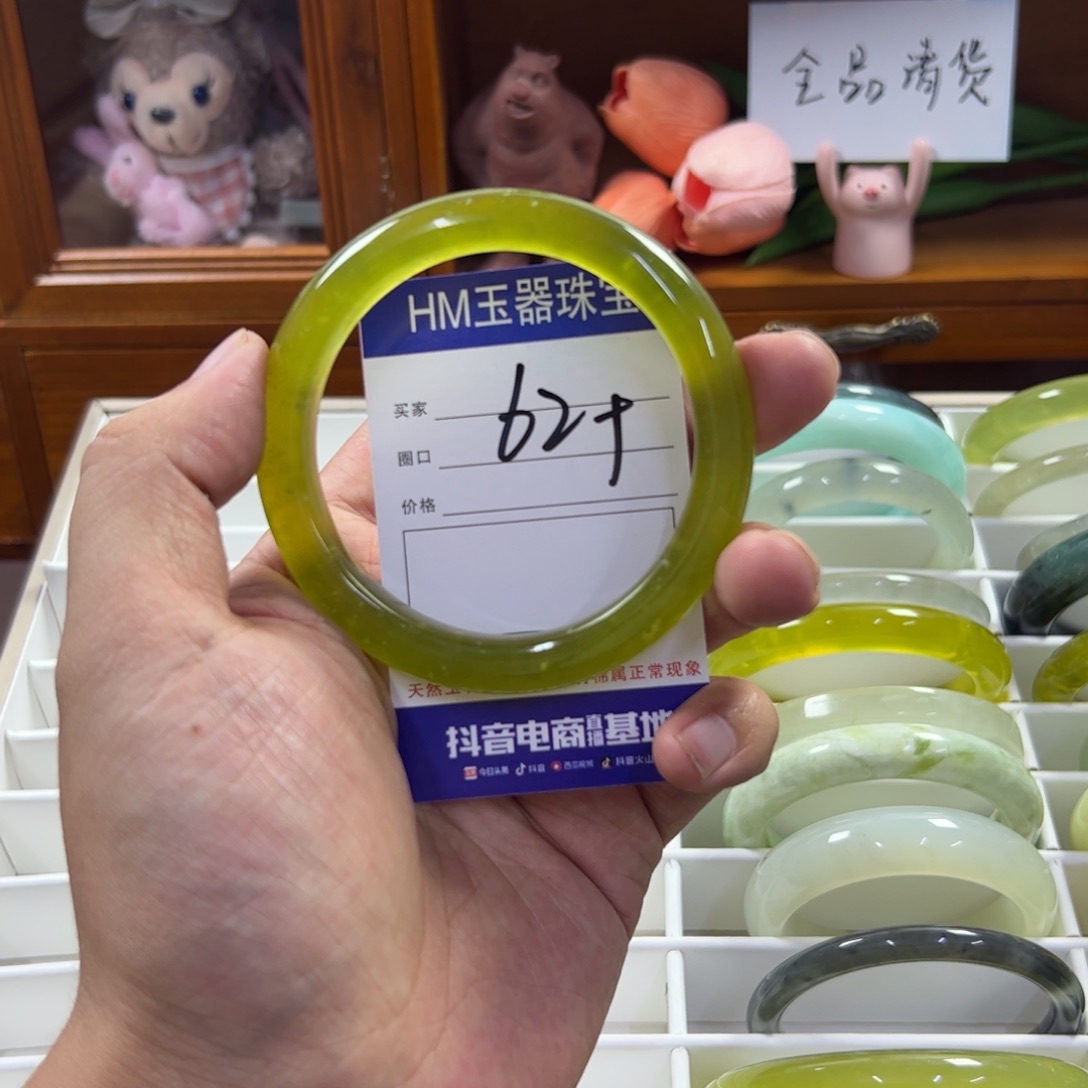 全品清货
HM玉器珠宝
买家
62+
圈口
价格
属正常现象
抖音电商直播基地
今日头条 抖音 西瓜视频 抖音火山